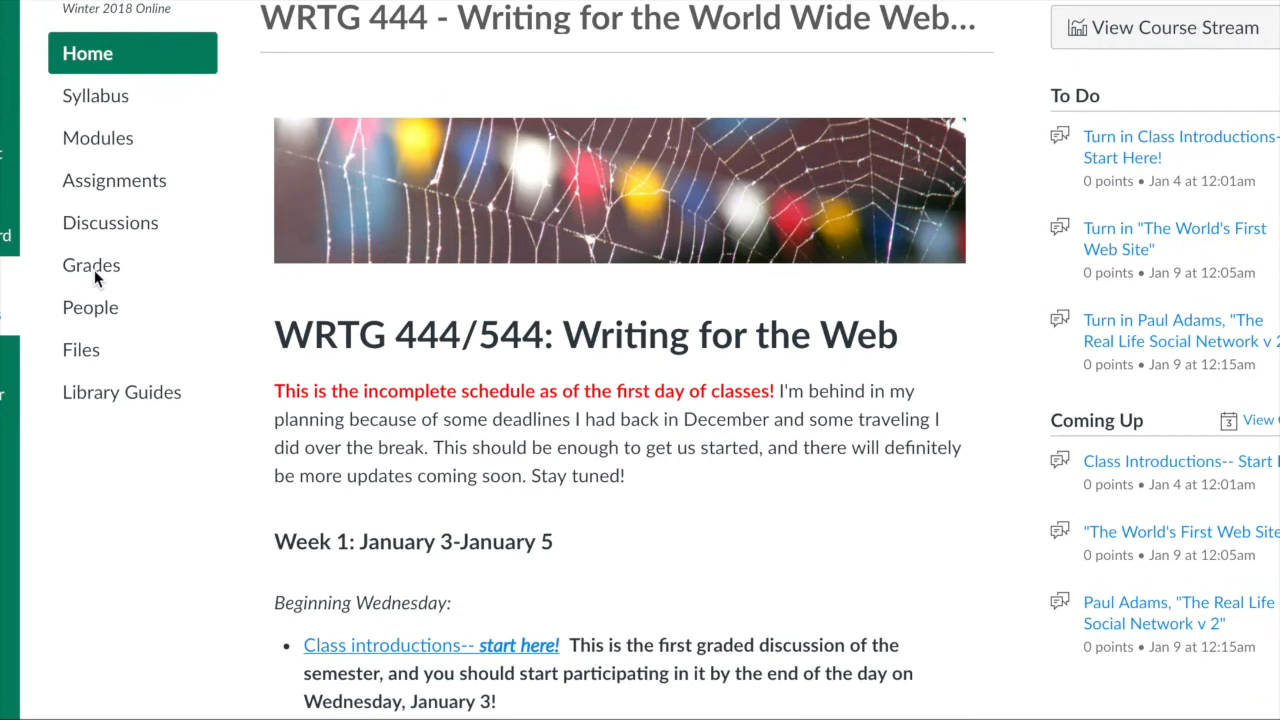 Winter 2018 Online
Home
Syllabus
Modules
Assignments
Discussions
Grades
People
Files
Library Guides
rd
WRTG 444 - Writing for the World Wide Web...
WRTG 444/544: Writing for the Web
This is the incomplete schedule as of the first day of classes! I'm behind in my
planning because of some deadlines I had back in December and some traveling I
did over the break. This should be enough to get us started, and there will definitely
be more updates coming soon. Stay tuned!
Week 1: January 3-January 5
Beginning Wednesday:
• Class introductions-- start here! This is the first graded discussion of the
semester, and you should start participating in it by the end of the day on
Wednesday, January 3!
View Course Stream
To Do
Turn in Class Introductions-
Start Here!
0 points • Jan 4 at 12:01am
Turn in "The World's First
Web Site"
0 points • Jan 9 at 12:05am
Turn in Paul Adams, "The
Real Life Social Network v 2
0 points • Jan 9 at 12:15am
Coming Up
3 View
Class Introductions-- Start
0 points • Jan 4 at 12:01am
"The World's First Web Site
0 points • Jan 9 at 12:05am
Paul Adams, "The Real Life
Social Network v 2"
0 points • Jan 9 at 12:15am